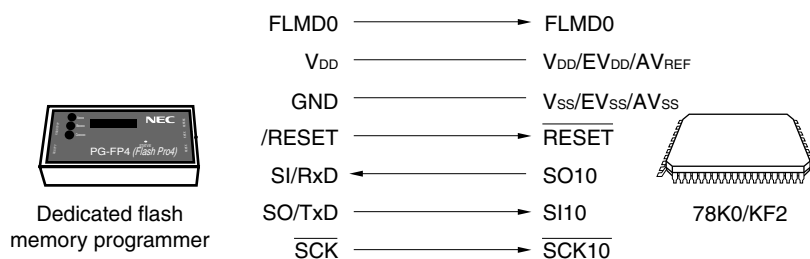 FLMD0 FLMD0
VDD VDD/EVDD/AVREF
GND VSS/EVSS/AVSS
/RESET RESET
SI/RxD SO10
SO/TxD SI10
SCK SCK10
NEC
PG-FP4 (Flash Pro4)
Dedicated flash
memory programmer
78K0/KF2